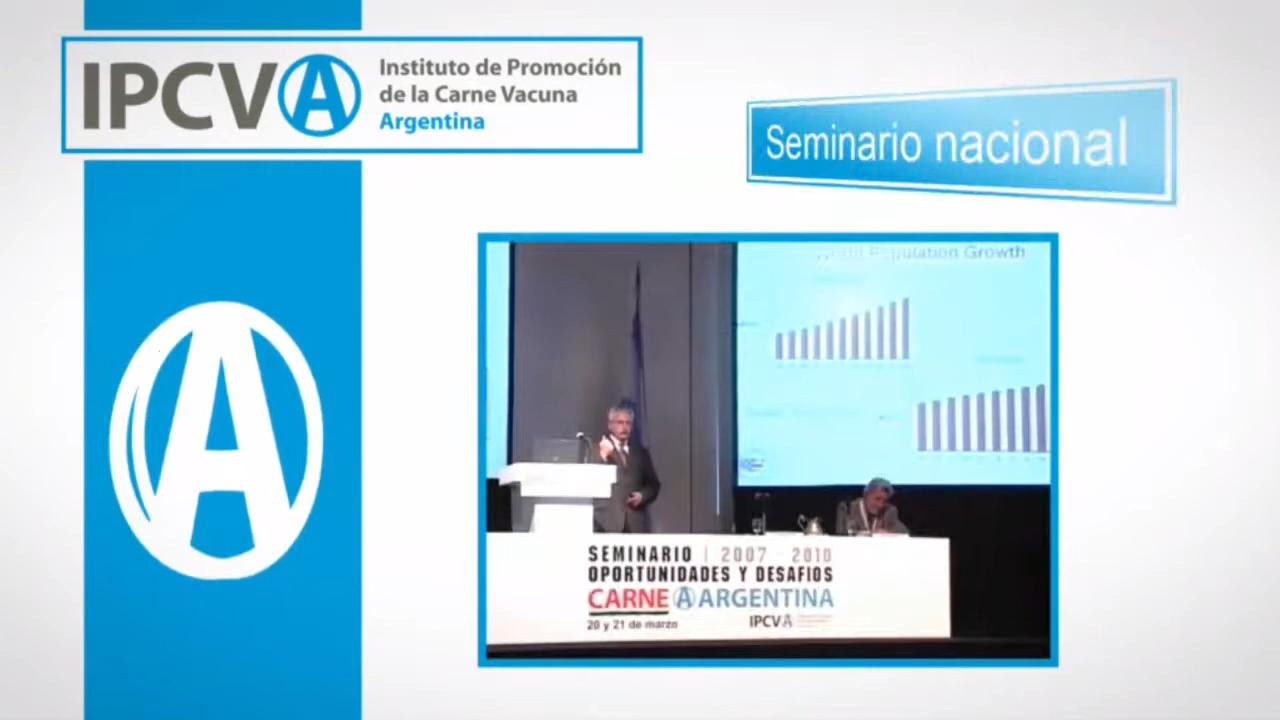 IPCVA
Instituto de Promoción
de la Carne Vacuna
Argentina
Seminario nacional
World Population Growth
SEMINARIO | 2007 - 2010
OPORTUNIDADES Y DESAFIOS
CARNE A ARGENTINA
20 y 21 de marzo
IPCVA